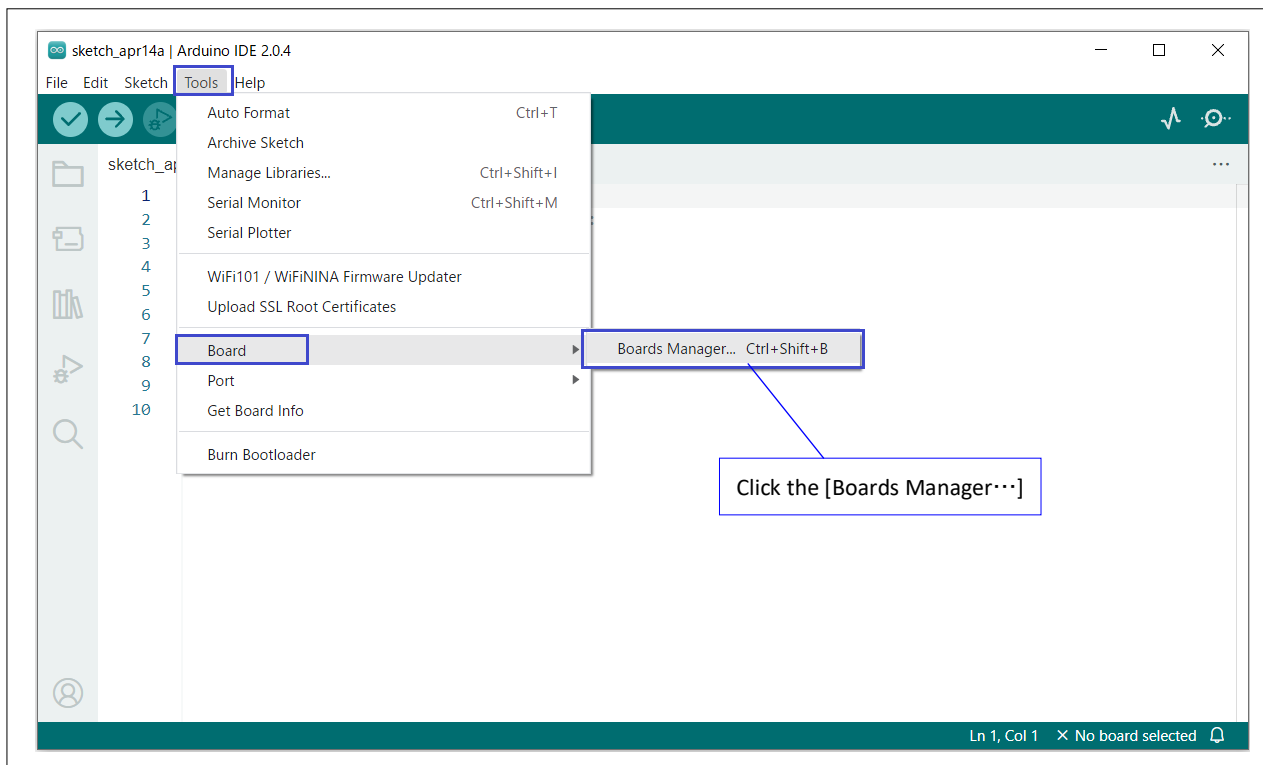 sketch_apr14a | Arduino IDE 2.0.4
File Edit Sketch Tools Help
sketch_a
Auto Format Ctrl+T
Archive Sketch
Manage Libraries... Ctrl+Shift+I
Serial Monitor Ctrl+Shift+M
Serial Plotter
WiFi101 / WiFiNINA Firmware Updater
Upload SSL Root Certificates
Board
Boards Manager... Ctrl+Shift+B
Port
Get Board Info
Burn Bootloader
1
2
3
4
5
6
7
8
9
10
Click the [Boards Manager⋯]
Ln 1, Col 1 × No board selected